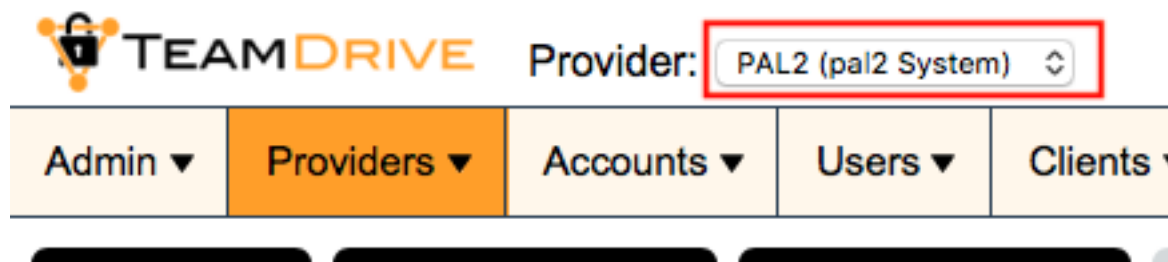 TEAMDRIVE Provider: PAL2 (pal2 System)
Admin ▼ Providers ▼ Accounts ▼ Users ▼ Clients